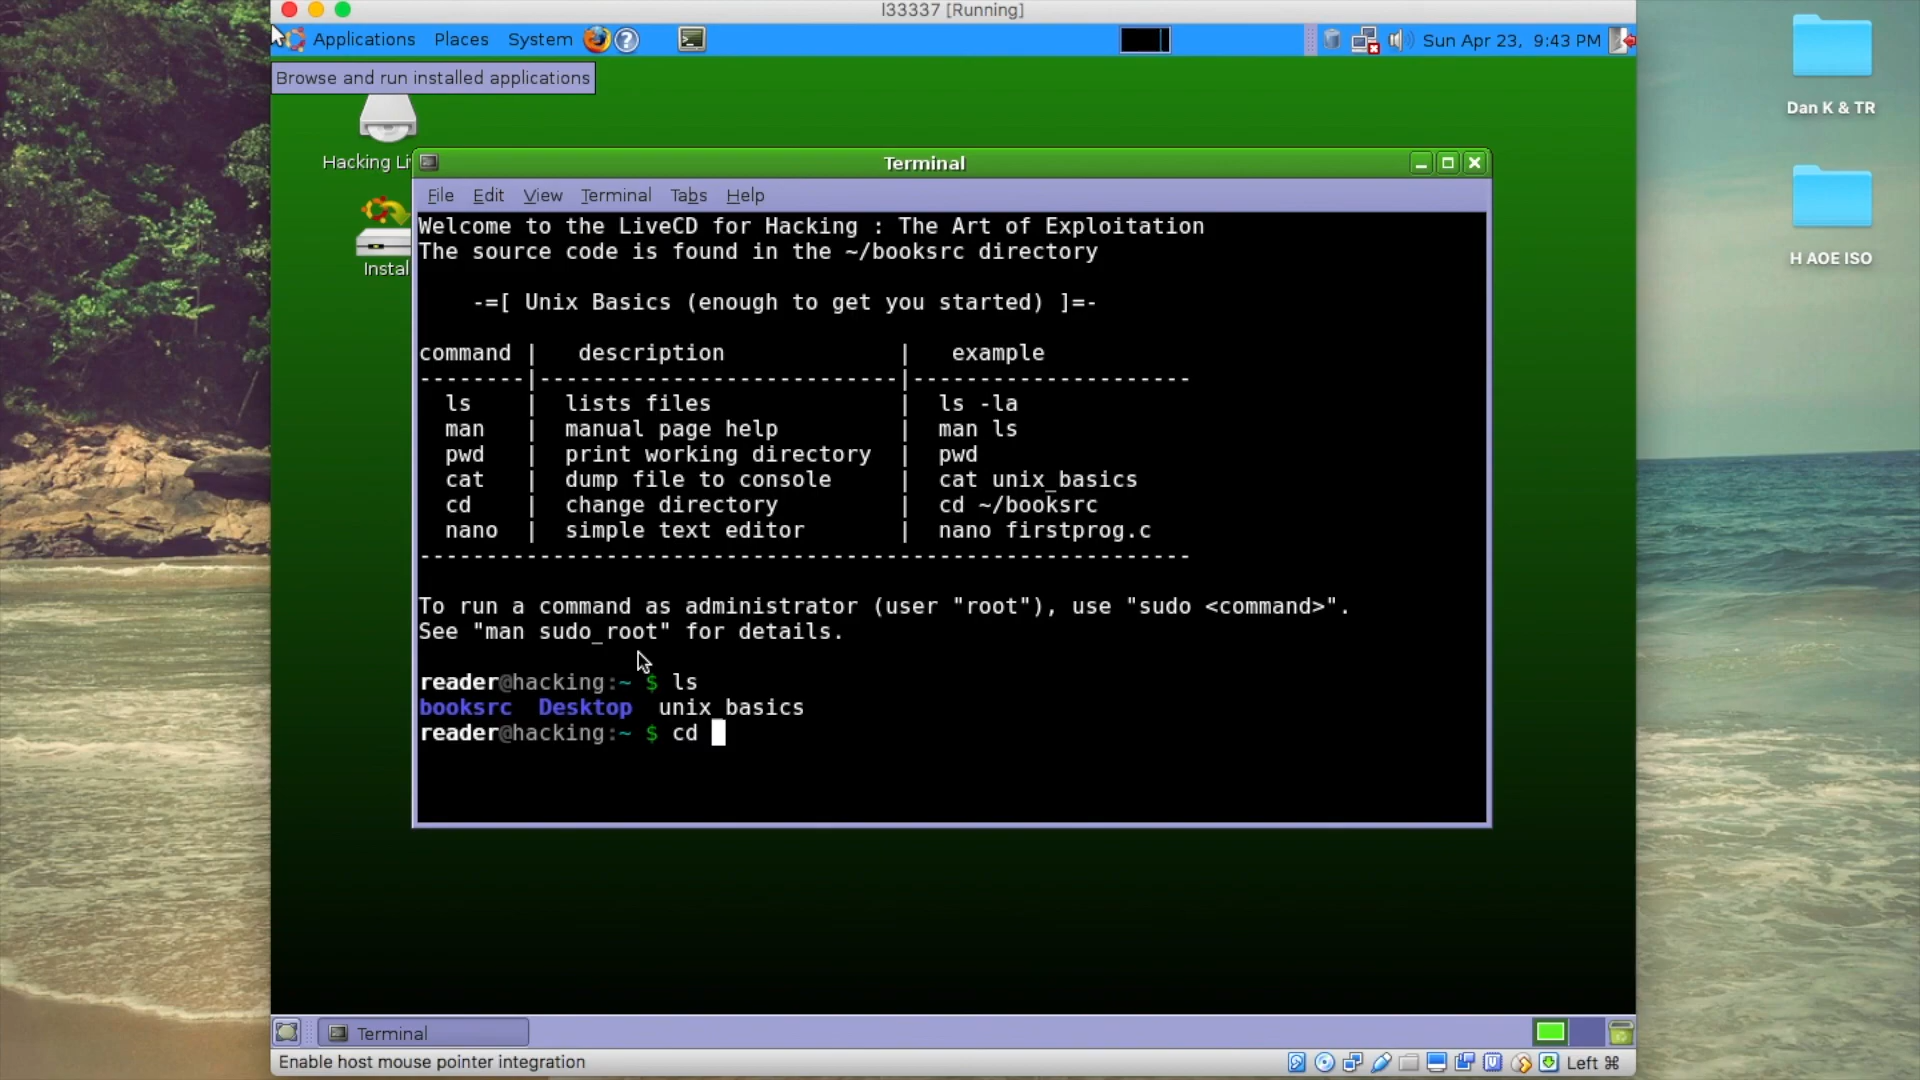 l33337 [Running]
Applications Places System Sun Apr 23, 9:43 PM
Browse and run installed applications
Dan K & TR
H AOE ISO
Hacking Li
Instal
Terminal
File Edit View Terminal Tabs Help
Welcome to the LiveCD for Hacking : The Art of Exploitation
The source code is found in the ~/booksrc directory
-=[ Unix Basics (enough to get you started) ]=-
command | description | example
--------|---------------------------|---------------------
ls | lists files | ls -la
man | manual page help | man ls
pwd | print working directory | pwd
cat | dump file to console | cat unix_basics
cd | change directory | cd ~/booksrc
nano | simple text editor | nano firstprog.c
----------------------------------------------------------
To run a command as administrator (user "root"), use "sudo <command>".
See "man sudo_root" for details.
reader@hacking:~ $ ls
booksrc Desktop unix_basics
reader@hacking:~ $ cd
Terminal
Enable host mouse pointer integration
Left ⌘